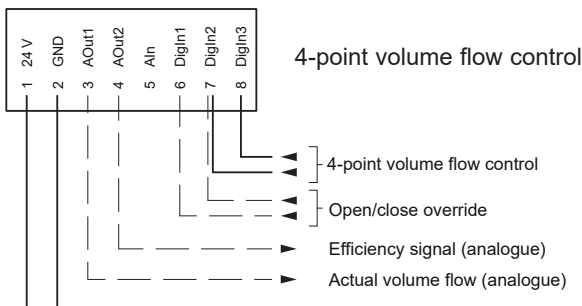 1 24 V
2 GND
3 AOut1
4 AOut2
5 AIn
6 DigIn1
7 DigIn2
8 DigIn3
4-point volume flow control
4-point volume flow control
Open/close override
Efficiency signal (analogue)
Actual volume flow (analogue)